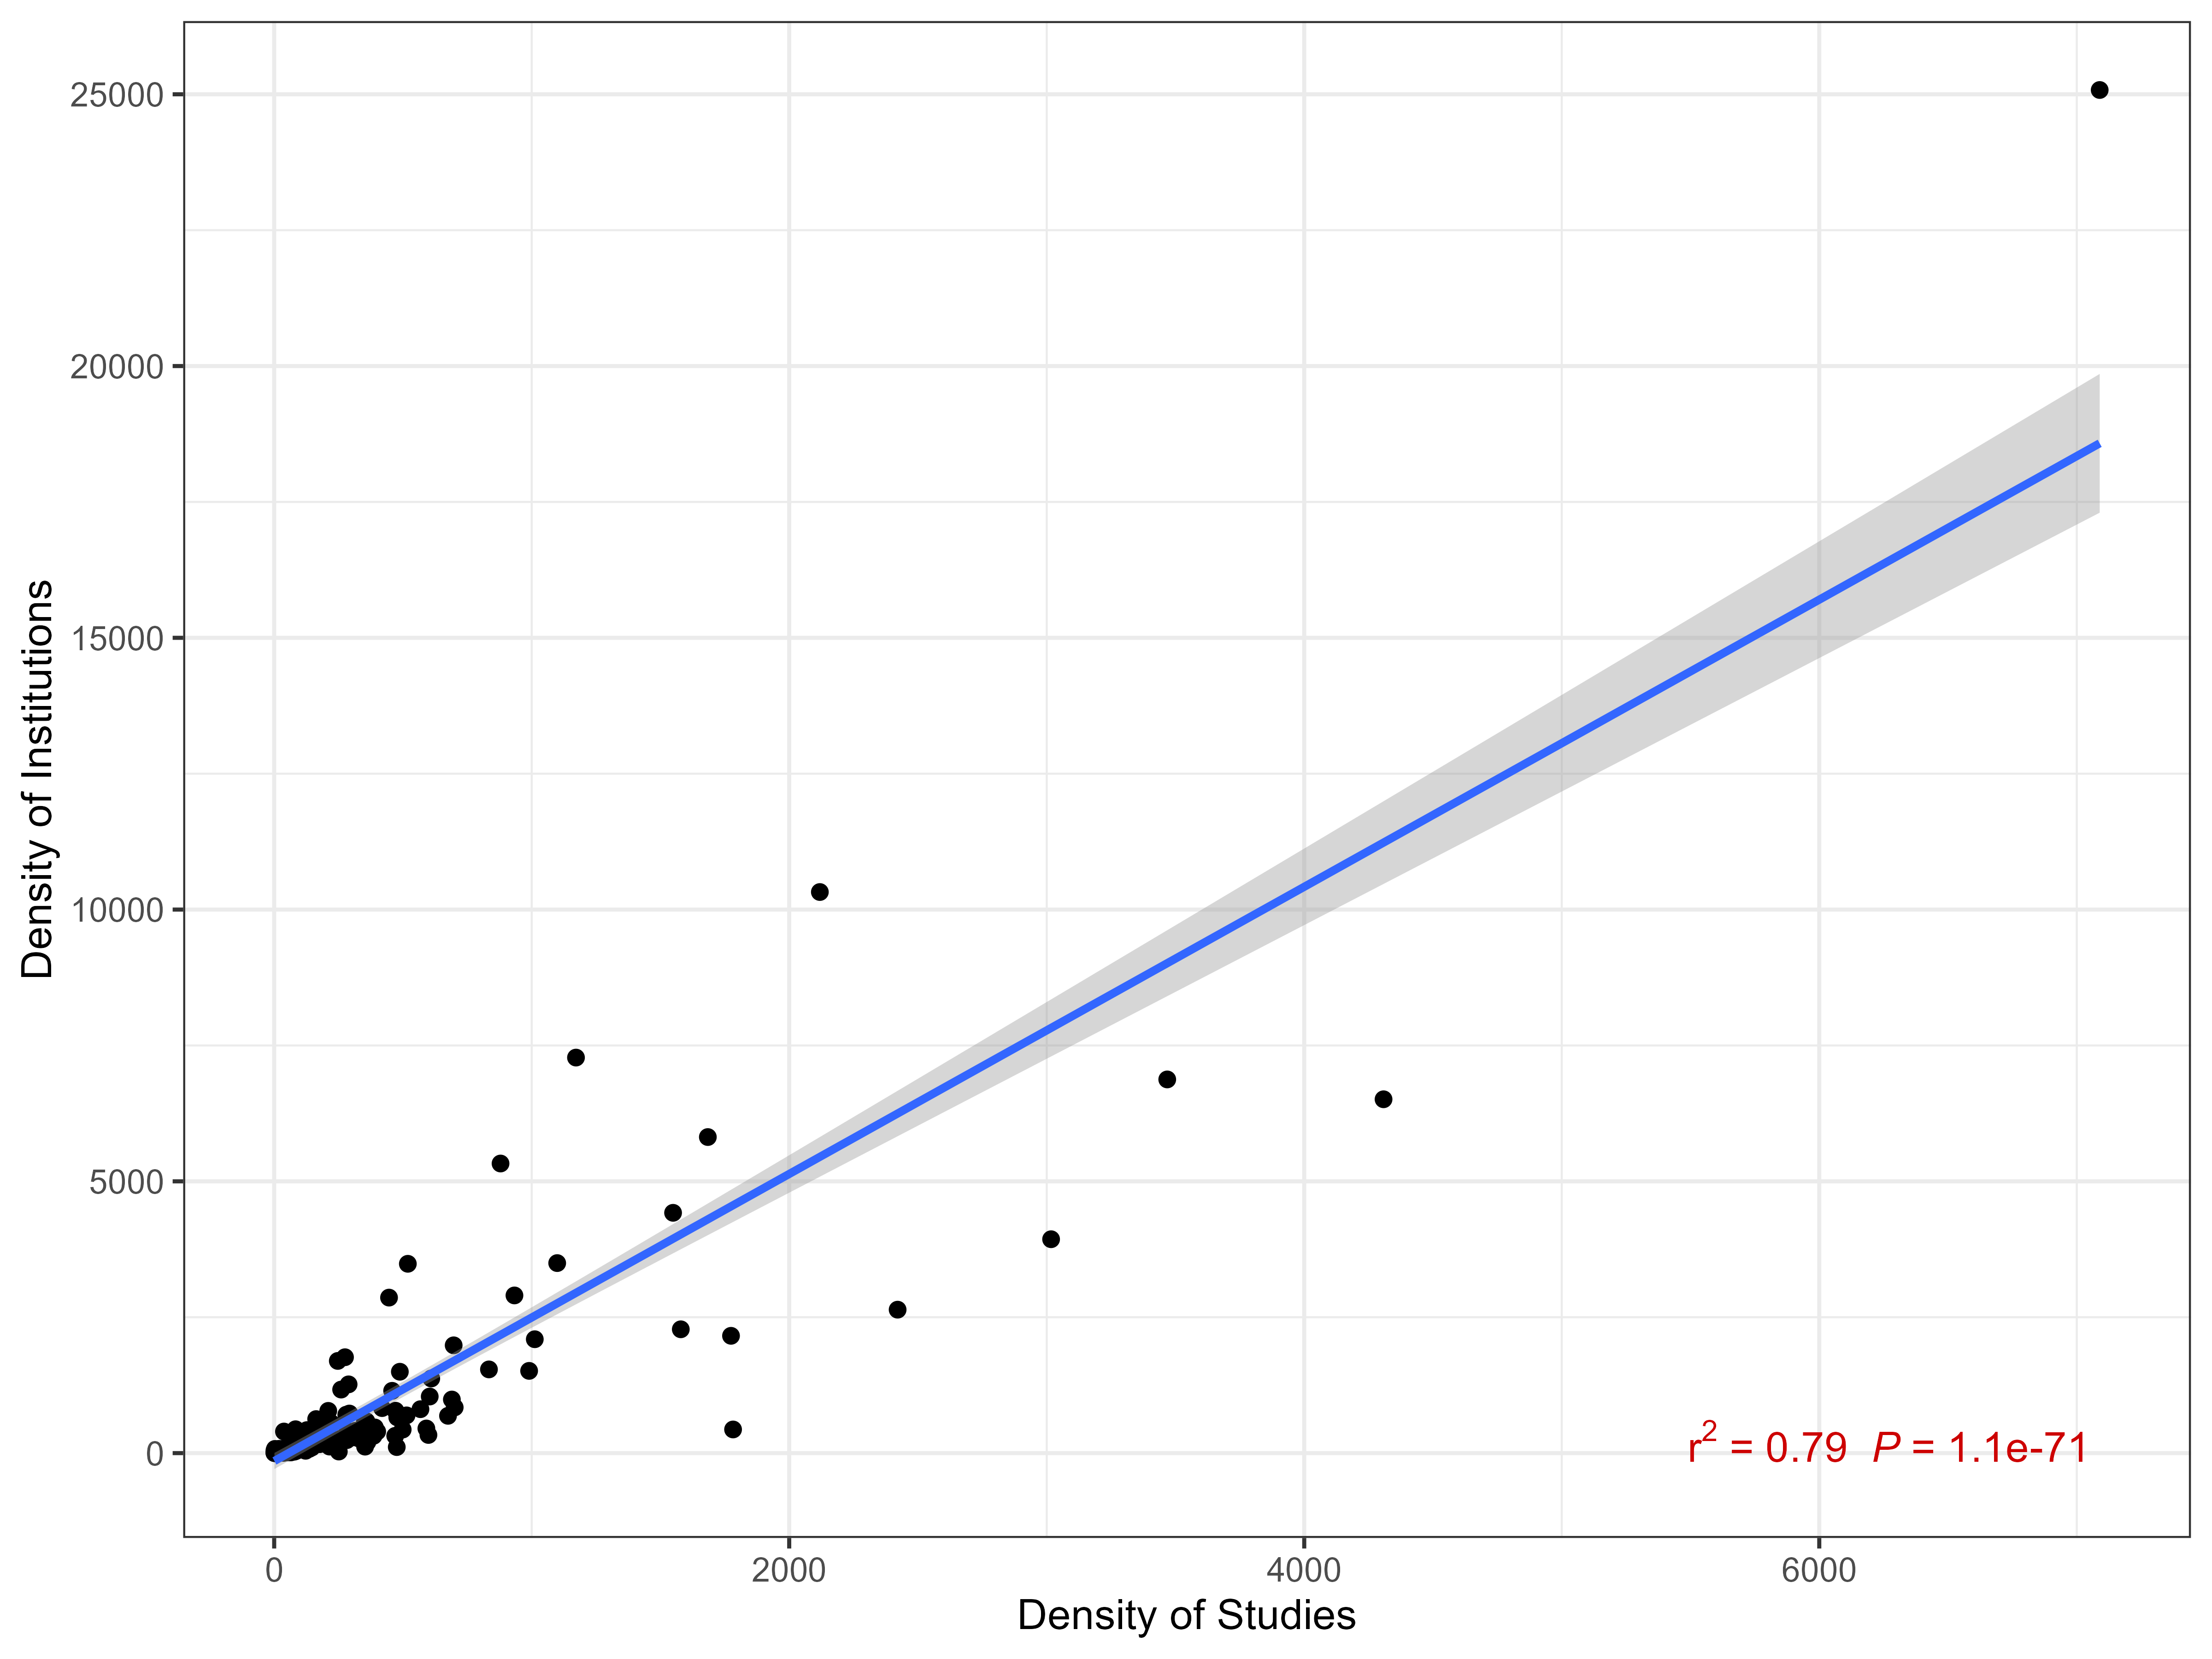 25000
20000
15000
10000
5000
0
Density of Institutions
r² = 0.79 P = 1.1e-71
0 2000 4000 6000
Density of Studies